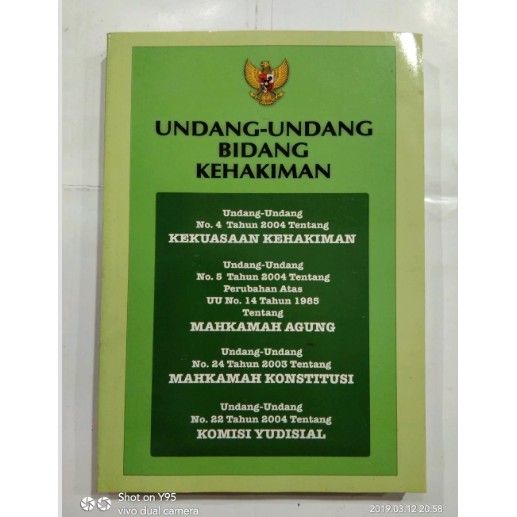 UNDANG-UNDANG
BIDANG
KEHAKIMAN
Undang-Undang
No. 4 Tahun 2004 Tentang
KEKUASAAN KEHAKIMAN
Undang-Undang
No. 5 Tahun 2004 Tentang
Perubahan Atas
UU No. 14 Tahun 1985
Tentang
MAHKAMAH AGUNG
Undang-Undang
No. 24 Tahun 2003 Tentang
MAHKAMAH KONSTITUSI
Undang-Undang
No. 22 Tahun 2004 Tentang
KOMISI YUDISIAL
Shot on Y95
vivo dual camera
2019.03.12 20:58